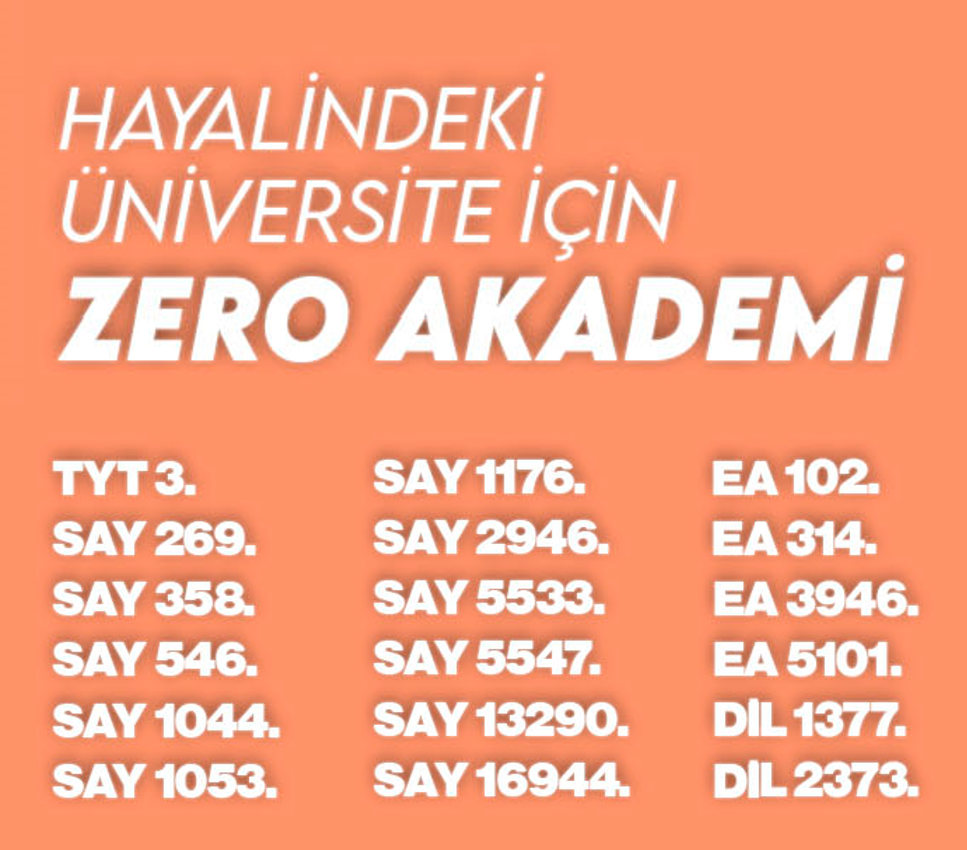 HAYALİNDEKİ
ÜNİVERSİTE İÇİN
ZERO AKADEMİ
TYT 3.
SAY 269.
SAY 358.
SAY 546.
SAY 1044.
SAY 1053.
SAY 1176.
SAY 2946.
SAY 5533.
SAY 5547.
SAY 13290.
SAY 16944.
EA 102.
EA 314.
EA 3946.
EA 5101.
DİL 1377.
DİL 2373.